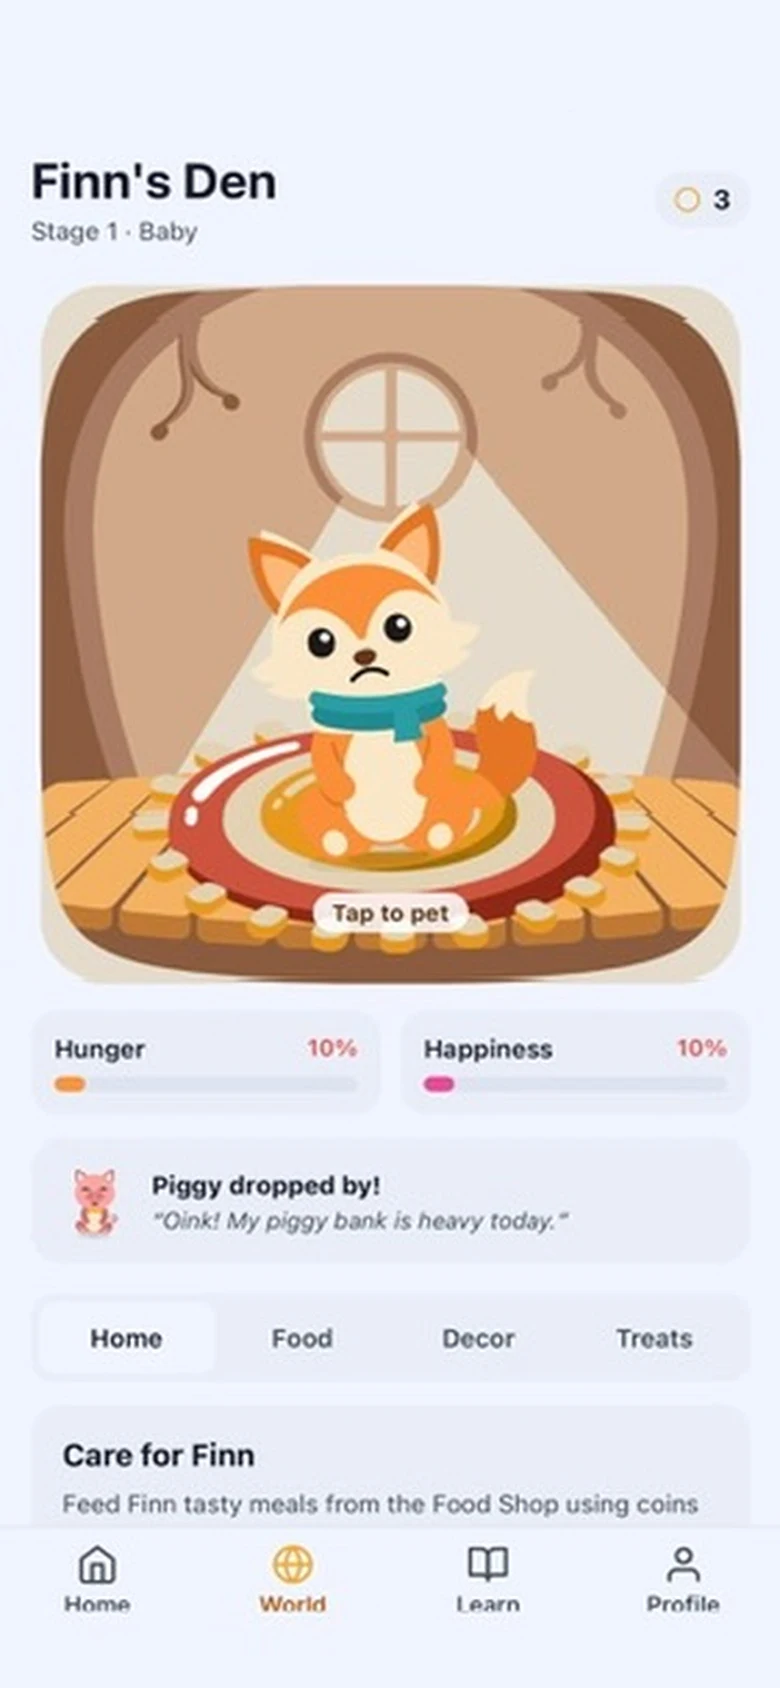 Finn's Den
Stage 1 · Baby
3
Tap to pet
Hunger 10%
Happiness 10%
Piggy dropped by!
"Oink! My piggy bank is heavy today."
Home Food Decor Treats
Care for Finn
Feed Finn tasty meals from the Food Shop using coins
Home World Learn Profile